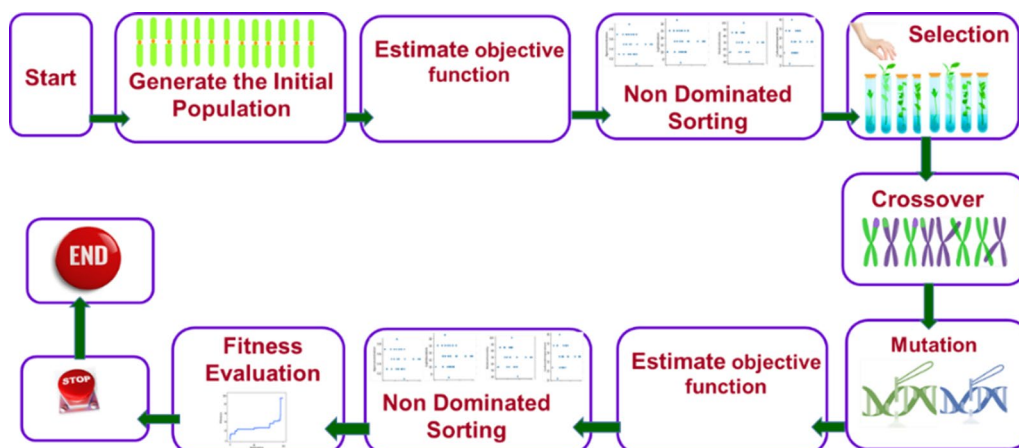 Start
Generate the Initial
Population
Estimate objective
function
Non Dominated
Sorting
Selection
Crossover
Mutation
Estimate objective
function
Non Dominated
Sorting
Fitness
Evaluation
STOP
END